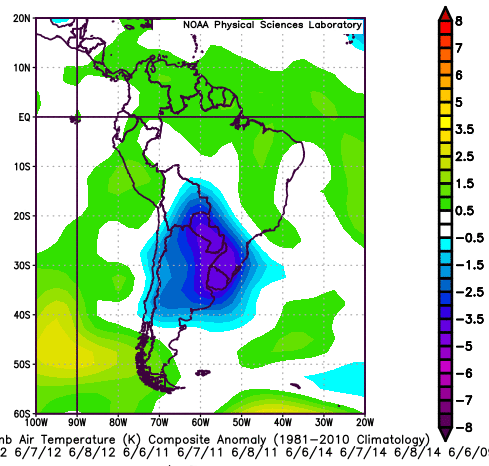 NOAA Physical Sciences Laboratory
20N
10N
EQ
10S
20S
30S
40S
50S
60S
100W 90W 80W 70W 60W 50W 40W 30W 20W
8
7
6
5
4
3.5
2.5
1.5
0.5
−0.5
−1.5
−2.5
−3.5
−4
−5
−6
−7
−8
nb Air Temperature (K) Composite Anomaly (1981−2010 Climatology)
2 6/7/12 6/8/12 6/6/11 6/7/11 6/8/11 6/6/14 6/7/14 6/8/14 6/6/09